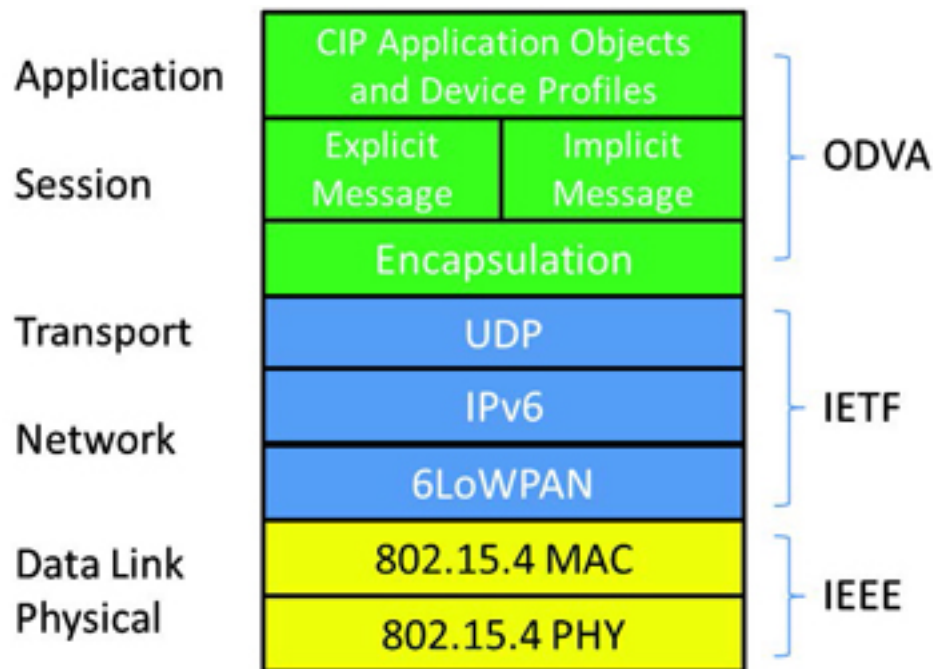 Application
CIP Application Objects
and Device Profiles
Session
Explicit
Message
Implicit
Message
Encapsulation
ODVA
Transport
UDP
Network
IPv6
6LoWPAN
IETF
Data Link
Physical
802.15.4 MAC
802.15.4 PHY
IEEE